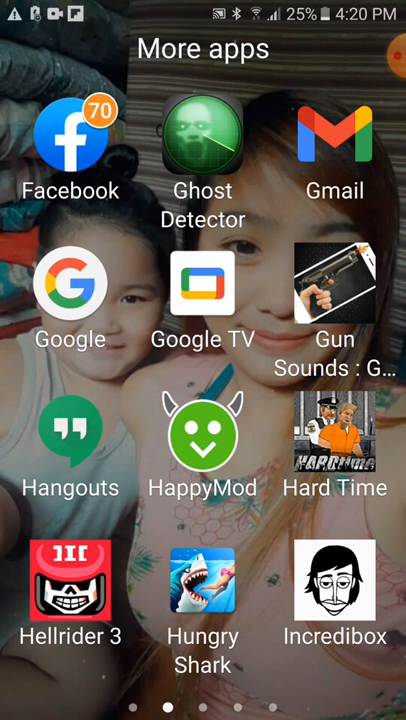 25% 4:20 PM
More apps
70
Facebook
Ghost
Detector
Gmail
Google
Google TV
Gun
Sounds : G...
Hangouts
HappyMod
HARDtime
Hard Time
Hellrider 3
Hungry
Shark
Incredibox